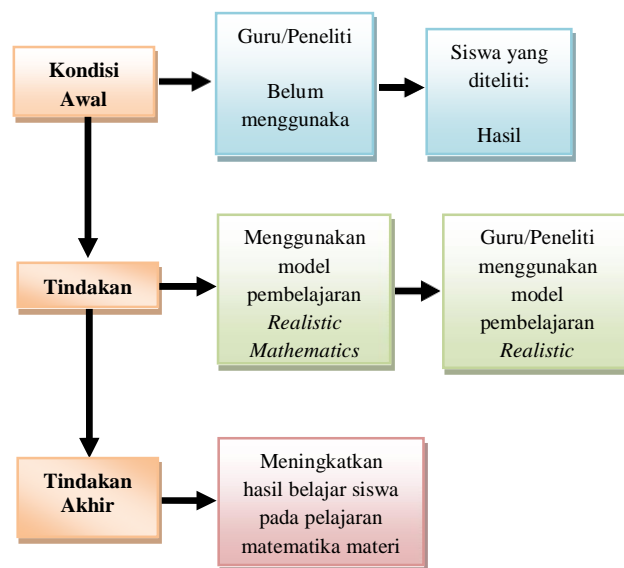 Kondisi
Awal
Guru/Peneliti
Belum
menggunaka
Siswa yang
diteliti:
Hasil
Tindakan
Menggunakan
model
pembelajaran
Realistic
Mathematics
Guru/Peneliti
menggunakan
model
pembelajaran
Realistic
Tindakan
Akhir
Meningkatkan
hasil belajar siswa
pada pelajaran
matematika materi